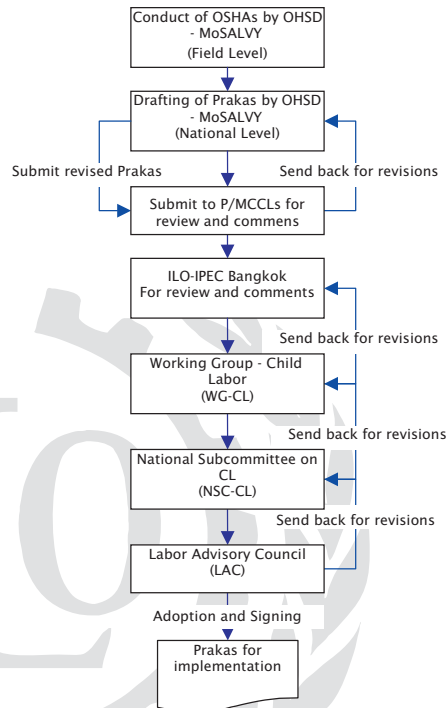 Conduct of OSHAs by OHSD
- MoSALVY
(Field Level)
Drafting of Prakas by OHSD
- MoSALVY
(National Level)
Submit revised Prakas
Send back for revisions
Submit to P/MCCLs for
review and commens
ILO-IPEC Bangkok
For review and comments
Send back for revisions
Working Group - Child
Labor
(WG-CL)
Send back for revisions
National Subcommittee on
CL
(NSC-CL)
Send back for revisions
Labor Advisory Council
(LAC)
Adoption and Signing
Prakas for
implementation